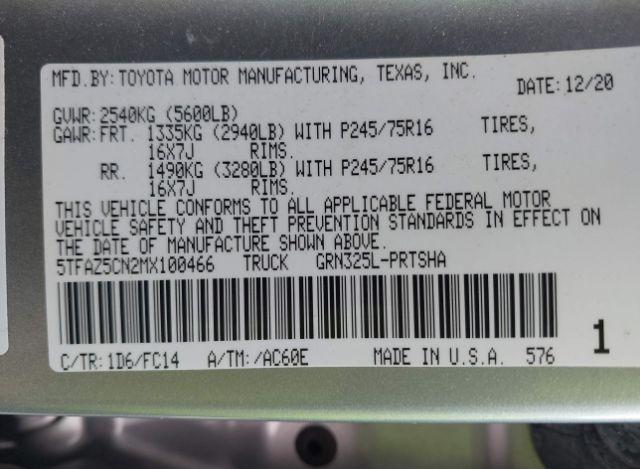 MFD.BY:TOYOTA MOTOR MANUFACTURING, TEXAS, INC.
DATE:12/20
GVWR:2540KG (5600LB)
GAWR:FRT. 1335KG (2940LB) WITH P245/75R16 TIRES,
16X7J RIMS.
RR. 1490KG (3280LB) WITH P245/75R16 TIRES,
16X7J RIMS.
THIS VEHICLE CONFORMS TO ALL APPLICABLE FEDERAL MOTOR
VEHICLE SAFETY AND THEFT PREVENTION STANDARDS IN EFFECT ON
THE DATE OF MANUFACTURE SHOWN ABOVE.
5TFAZ5CN2MX100466 TRUCK GRN325L-PRTSHA
C/TR:1D6/FC14 A/TM:/AC60E MADE IN U.S.A. 576
1